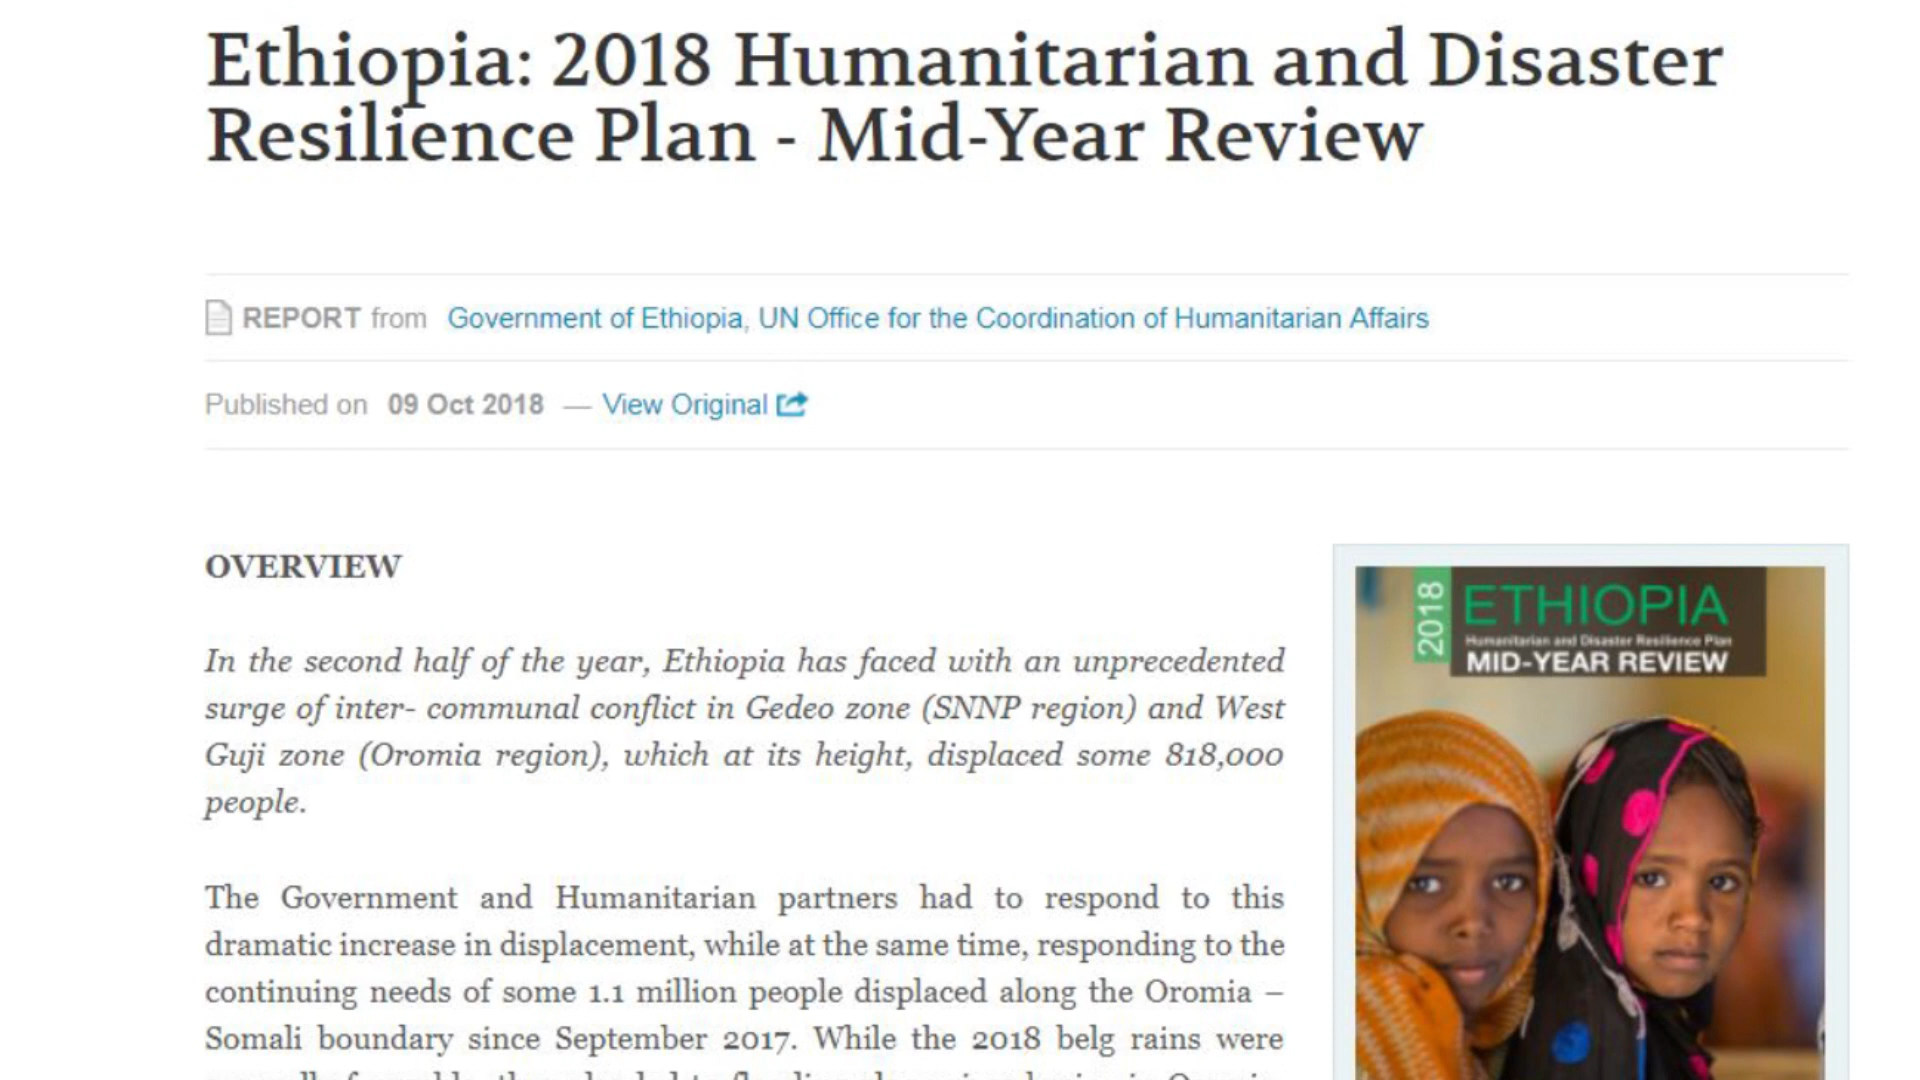 Ethiopia: 2018 Humanitarian and Disaster
Resilience Plan - Mid-Year Review
REPORT from Government of Ethiopia, UN Office for the Coordination of Humanitarian Affairs
Published on 09 Oct 2018 — View Original
OVERVIEW
In the second half of the year, Ethiopia has faced with an unprecedented
surge of inter- communal conflict in Gedeo zone (SNNP region) and West
Guji zone (Oromia region), which at its height, displaced some 818,000
people.
The Government and Humanitarian partners had to respond to this
dramatic increase in displacement, while at the same time, responding to the
continuing needs of some 1.1 million people displaced along the Oromia –
Somali boundary since September 2017. While the 2018 belg rains were
2018
ETHIOPIA
Humanitarian and Disaster Resilience Plan
MID-YEAR REVIEW